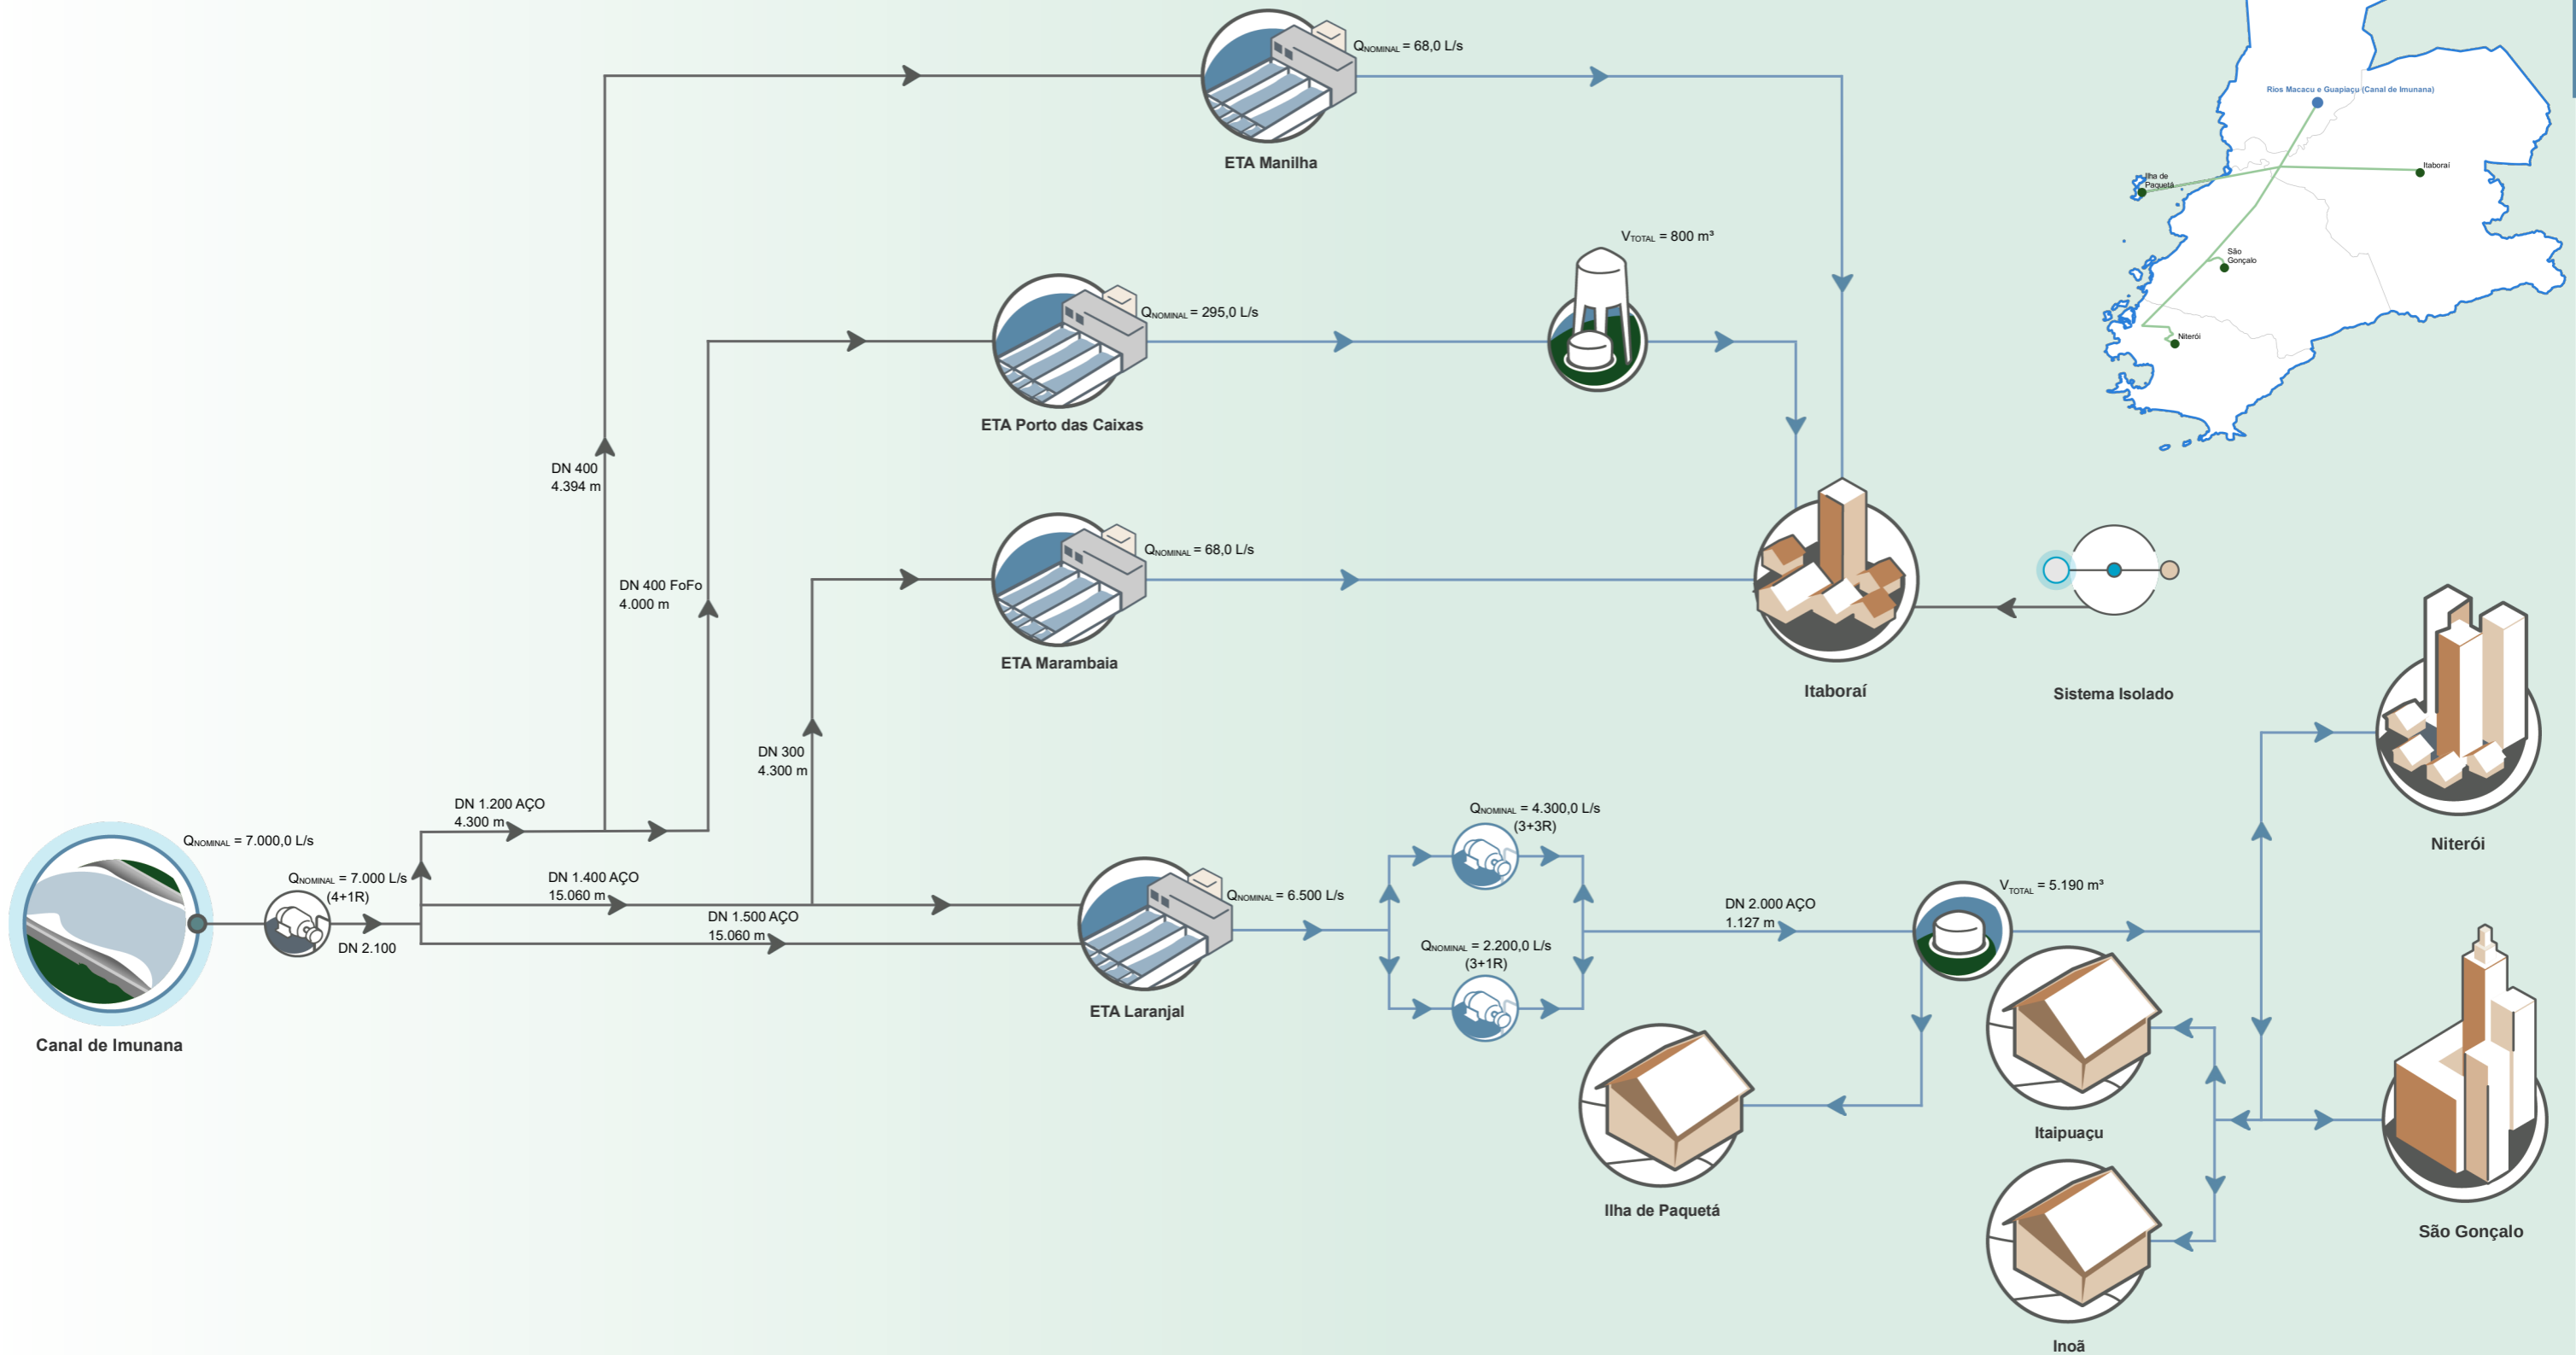 QNOMINAL = 68,0 L/s
ETA Manilha
Rios Macacu e Guapiaçu (Canal de Imunana)
Itaboraí
Ilha de
Paquetá
São
Gonçalo
Niterói
VTOTAL = 800 m³
QNOMINAL = 295,0 L/s
ETA Porto das Caixas
DN 400
4.394 m
QNOMINAL = 68,0 L/s
DN 400 FoFo
4.000 m
ETA Marambaia
Itaboraí
Sistema Isolado
DN 300
4.300 m
DN 1.200 AÇO
4.300 m
QNOMINAL = 7.000,0 L/s
QNOMINAL = 7.000 L/s
(4+1R)
DN 2.100
DN 1.400 AÇO
15.060 m
DN 1.500 AÇO
15.060 m
Canal de Imunana
QNOMINAL = 6.500 L/s
ETA Laranjal
QNOMINAL = 4.300,0 L/s
(3+3R)
QNOMINAL = 2.200,0 L/s
(3+1R)
DN 2.000 AÇO
1.127 m
VTOTAL = 5.190 m³
Niterói
Itaipuaçu
Ilha de Paquetá
São Gonçalo
Inoã